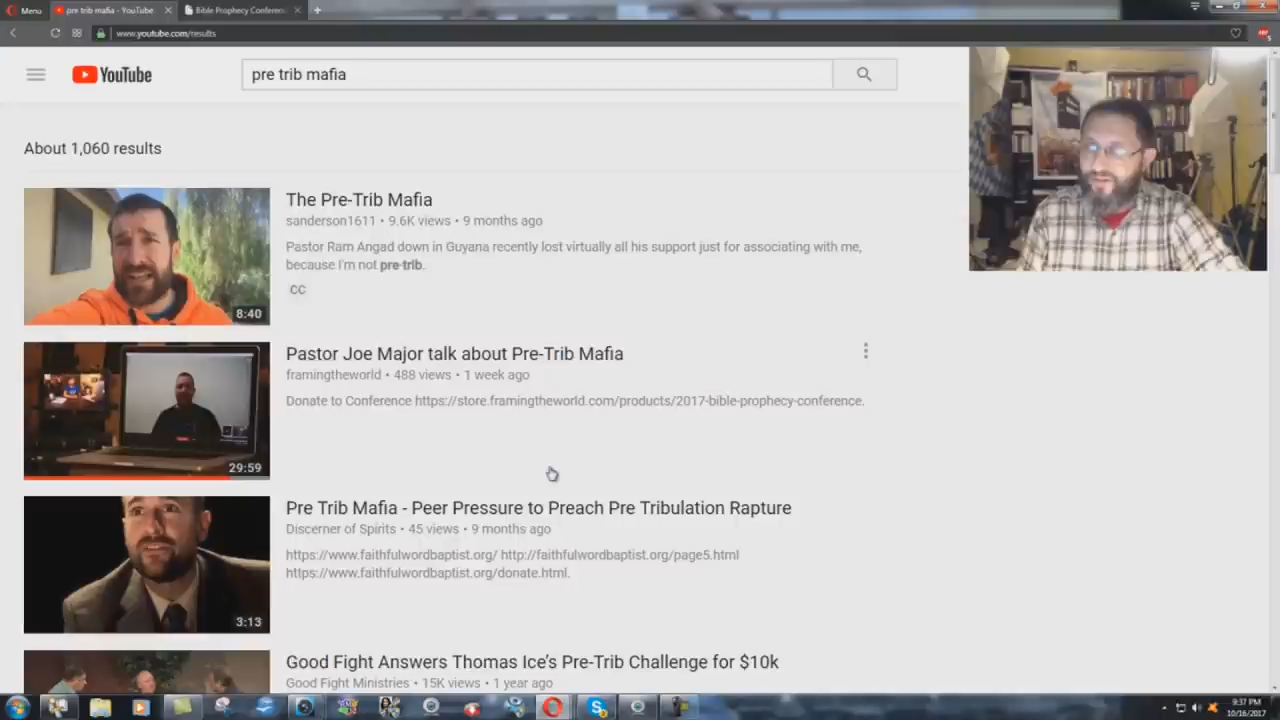 Menu
pre trib mafia - YouTube
Bible Prophecy Conferenc
www.youtube.com/results
YouTube
pre trib mafia
About 1,060 results
The Pre-Trib Mafia
sanderson1611 • 9.6K views • 9 months ago
Pastor Ram Angad down in Guyana recently lost virtually all his support just for associating with me,
because I'm not pre-trib.
CC
8:40
Pastor Joe Major talk about Pre-Trib Mafia
framingtheworld • 488 views • 1 week ago
Donate to Conference https://store.framingtheworld.com/products/2017-bible-prophecy-conference.
29:59
Pre Trib Mafia - Peer Pressure to Preach Pre Tribulation Rapture
Discerner of Spirits • 45 views • 9 months ago
https://www.faithfulwordbaptist.org/ http://faithfulwordbaptist.org/page5.html
https://www.faithfulwordbaptist.org/donate.html.
3:13
Good Fight Answers Thomas Ice's Pre-Trib Challenge for $10k
Good Fight Ministries • 15K views • 1 year ago
9:37 PM
10/16/2017